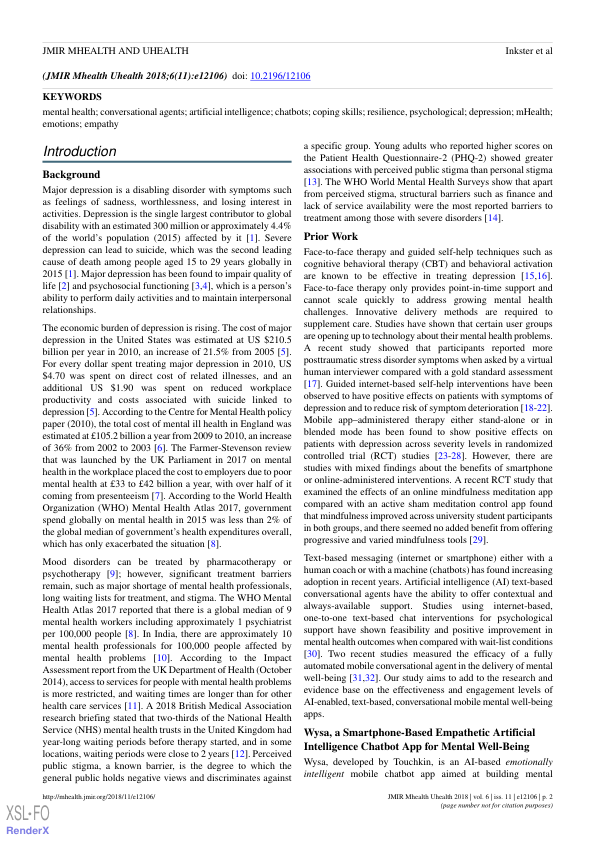 JMIR MHEALTH AND UHEALTH
Inkster et al
(JMIR Mhealth Uhealth 2018;6(11):e12106) doi: 10.2196/12106
KEYWORDS
mental health; conversational agents; artificial intelligence; chatbots; coping skills; resilience, psychological; depression; mHealth;
emotions; empathy
Introduction
Background
Major depression is a disabling disorder with symptoms such
as feelings of sadness, worthlessness, and losing interest in
activities. Depression is the single largest contributor to global
disability with an estimated 300 million or approximately 4.4%
of the world's population (2015) affected by it [1]. Severe
depression can lead to suicide, which was the second leading
cause of death among people aged 15 to 29 years globally in
2015 [1]. Major depression has been found to impair quality of
life [2] and psychosocial functioning [3,4], which is a person's
ability to perform daily activities and to maintain interpersonal
relationships.
The economic burden of depression is rising. The cost of major
depression in the United States was estimated at US $210.5
billion per year in 2010, an increase of 21.5% from 2005 [5].
For every dollar spent treating major depression in 2010, US
$4.70 was spent on direct cost of related illnesses, and an
additional US $1.90 was spent on reduced workplace
productivity and costs associated with suicide linked to
depression [5]. According to the Centre for Mental Health policy
paper (2010), the total cost of mental ill health in England was
estimated at £105.2 billion a year from 2009 to 2010, an increase
of 36% from 2002 to 2003 [6]. The Farmer-Stevenson review
that was launched by the UK Parliament in 2017 on mental
health in the workplace placed the cost to employers due to poor
mental health at £33 to £42 billion a year, with over half of it
coming from presenteeism [7]. According to the World Health
Organization (WHO) Mental Health Atlas 2017, government
spend globally on mental health in 2015 was less than 2% of
the global median of government's health expenditures overall,
which has only exacerbated the situation [8].
Mood disorders can be treated by pharmacotherapy or
psychotherapy [9]; however, significant treatment barriers
remain, such as major shortage of mental health professionals,
long waiting lists for treatment, and stigma. The WHO Mental
Health Atlas 2017 reported that there is a global median of 9
mental health workers including approximately 1 psychiatrist
per 100,000 people [8]. In India, there are approximately 10
mental health professionals for 100,000 people affected by
mental health problems [10]. According to the Impact
Assessment report from the UK Department of Health (October
2014), access to services for people with mental health problems
is more restricted, and waiting times are longer than for other
health care services [11]. A 2018 British Medical Association
research briefing stated that two-thirds of the National Health
Service (NHS) mental health trusts in the United Kingdom had
year-long waiting periods before therapy started, and in some
locations, waiting periods were close to 2 years [12]. Perceived
public stigma, a known barrier, is the degree to which the
general public holds negative views and discriminates against
a specific group. Young adults who reported higher scores on
the Patient Health Questionnaire-2 (PHQ-2) showed greater
associations with perceived public stigma than personal stigma
[13]. The WHO World Mental Health Surveys show that apart
from perceived stigma, structural barriers such as finance and
lack of service availability were the most reported barriers to
treatment among those with severe disorders [14].
Prior Work
Face-to-face therapy and guided self-help techniques such as
cognitive behavioral therapy (CBT) and behavioral activation
are known to be effective in treating depression [15,16].
Face-to-face therapy only provides point-in-time support and
cannot scale quickly to address growing mental health
challenges. Innovative delivery methods are required to
supplement care. Studies have shown that certain user groups
are opening up to technology about their mental health problems.
A recent study showed that participants reported more
posttraumatic stress disorder symptoms when asked by a virtual
human interviewer compared with a gold standard assessment
[17]. Guided internet-based self-help interventions have been
observed to have positive effects on patients with symptoms of
depression and to reduce risk of symptom deterioration [18-22].
Mobile app–administered therapy either stand-alone or in
blended mode has been found to show positive effects on
patients with depression across severity levels in randomized
controlled trial (RCT) studies [23-28]. However, there are
studies with mixed findings about the benefits of smartphone
or online-administered interventions. A recent RCT study that
examined the effects of an online mindfulness meditation app
compared with an active sham meditation control app found
that mindfulness improved across university student participants
in both groups, and there seemed no added benefit from offering
progressive and varied mindfulness tools [29].
Text-based messaging (internet or smartphone) either with a
human coach or with a machine (chatbots) has found increasing
adoption in recent years. Artificial intelligence (AI) text-based
conversational agents have the ability to offer contextual and
always-available support. Studies using internet-based,
one-to-one text-based chat interventions for psychological
support have shown feasibility and positive improvement in
mental health outcomes when compared with wait-list conditions
[30]. Two recent studies measured the efficacy of a fully
automated mobile conversational agent in the delivery of mental
well-being [31,32]. Our study aims to add to the research and
evidence base on the effectiveness and engagement levels of
AI-enabled, text-based, conversational mobile mental well-being
apps.
Wysa, a Smartphone-Based Empathetic Artificial
Intelligence Chatbot App for Mental Well-Being
Wysa, developed by Touchkin, is an AI-based emotionally
intelligent mobile chatbot app aimed at building mental
http://mhealth.jmir.org/2018/11/e12106/
JMIR Mhealth Uhealth 2018 | vol. 6 | iss. 11 | e12106 | p. 2
(page number not for citation purposes)
XSL•FO
RenderX